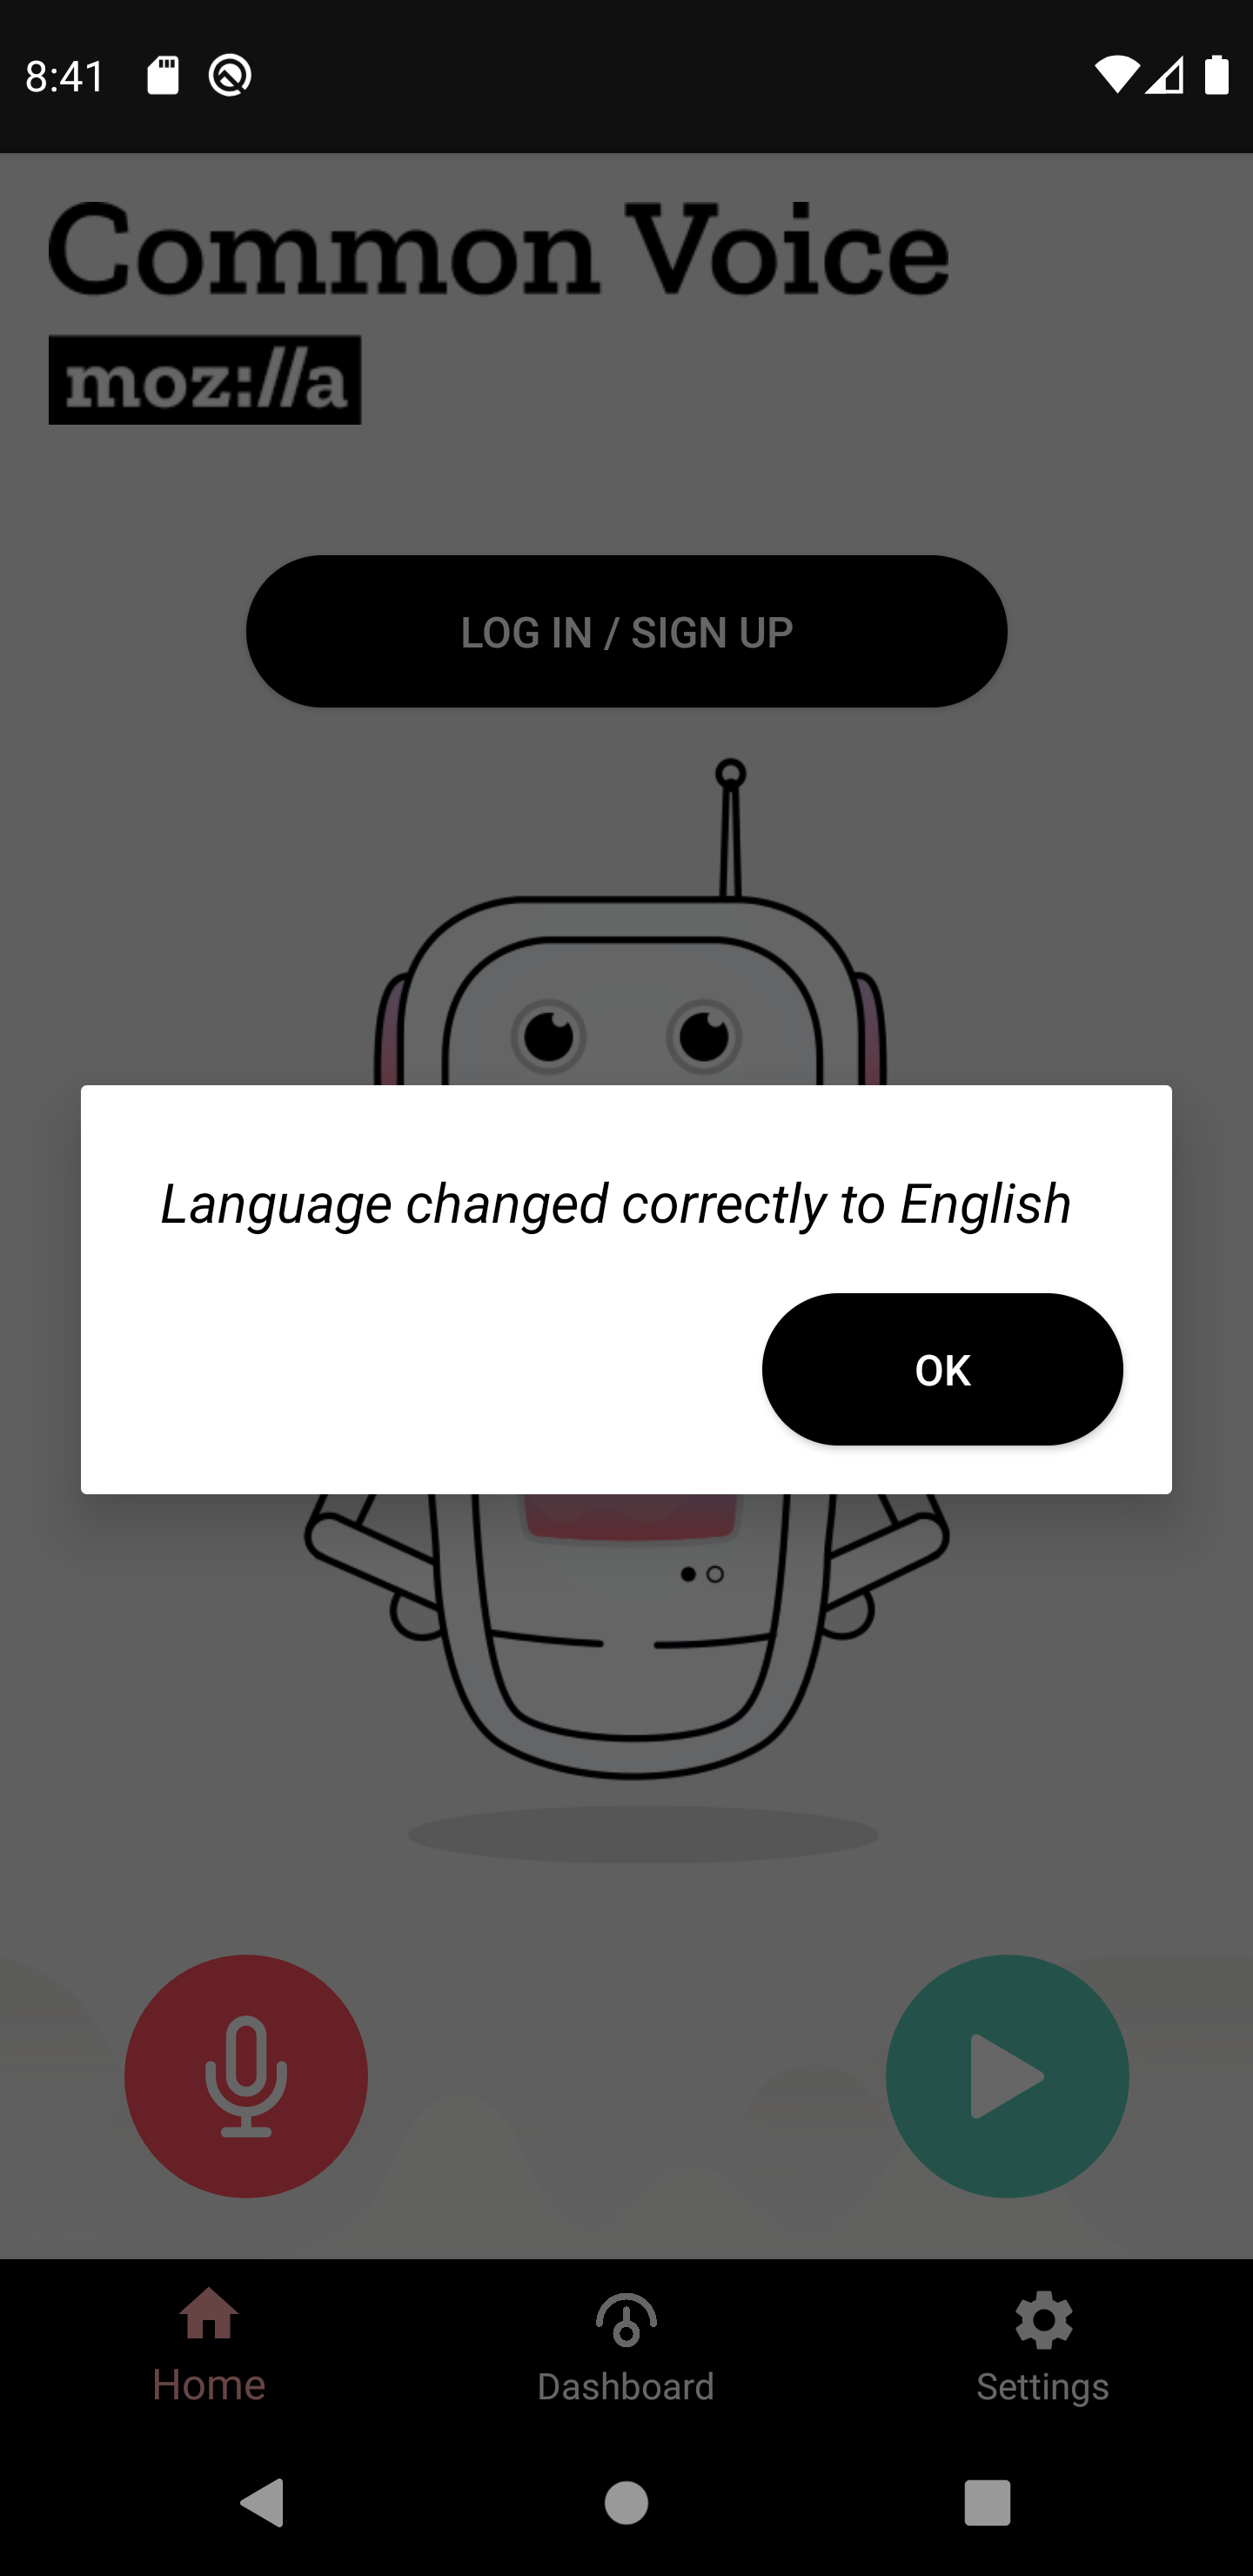 8:41
Common Voice
moz://a
LOG IN / SIGN UP
Language changed correctly to English
OK
Home
Dashboard
Settings